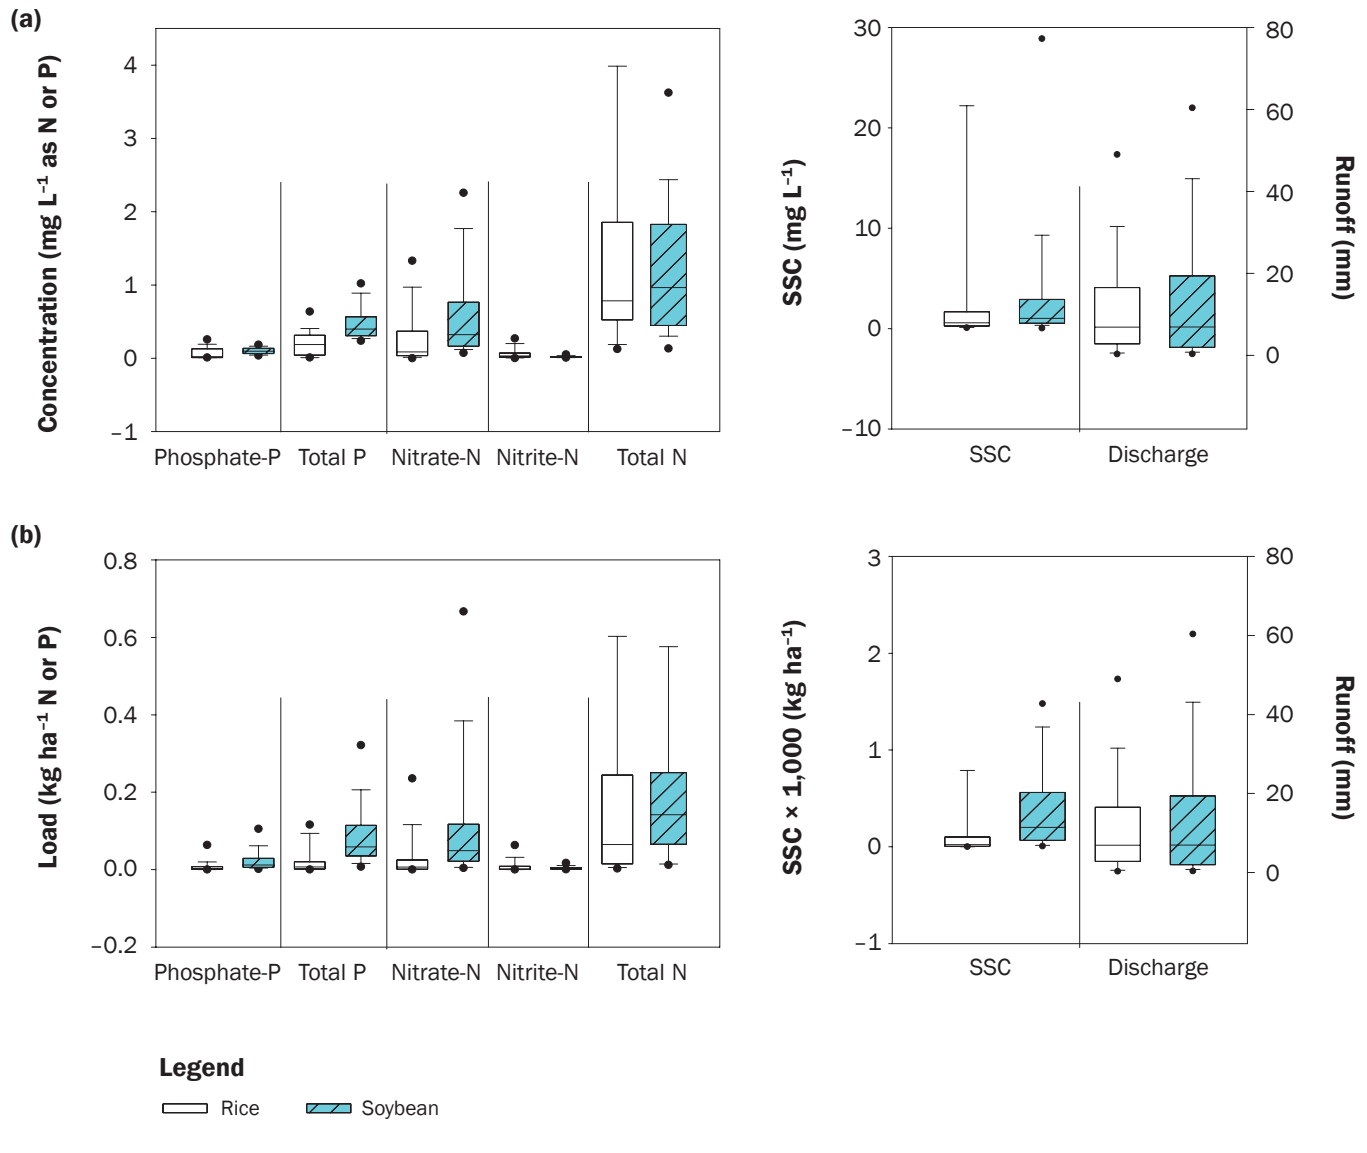 (a)
Concentration (mg L⁻¹ as N or P)
4
3
2
1
0
−1
Phosphate-P Total P Nitrate-N Nitrite-N Total N
SSC (mg L⁻¹)
30
20
10
0
−10
80
60
40
20
0
Runoff (mm)
SSC Discharge
(b)
Load (kg ha⁻¹ N or P)
0.8
0.6
0.4
0.2
0.0
−0.2
Phosphate-P Total P Nitrate-N Nitrite-N Total N
SSC × 1,000 (kg ha⁻¹)
3
2
1
0
−1
80
60
40
20
0
Runoff (mm)
SSC Discharge
Legend
Rice Soybean